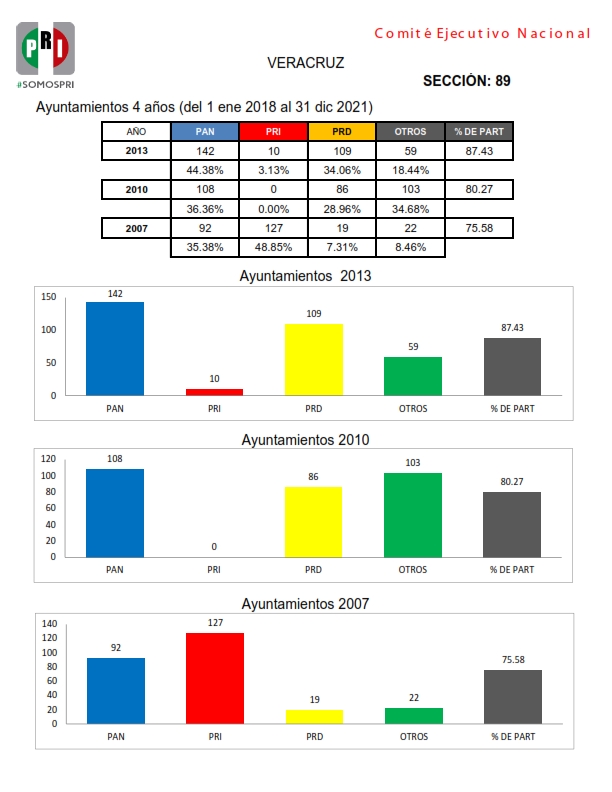 Comité Ejecutivo Nacional
PRI
#SOMOSPRI
VERACRUZ
SECCIÓN: 89
Ayuntamientos 4 años (del 1 ene 2018 al 31 dic 2021)
AÑO PAN PRI PRD OTROS % DE PART
2013 142 10 109 59 87.43
44.38% 3.13% 34.06% 18.44%
2010 108 0 86 103 80.27
36.36% 0.00% 28.96% 34.68%
2007 92 127 19 22 75.58
35.38% 48.85% 7.31% 8.46%
Ayuntamientos 2013
150
100
50
0
142
10
109
59
87.43
PAN PRI PRD OTROS % DE PART
Ayuntamientos 2010
120
100
80
60
40
20
0
108
0
86
103
80.27
PAN PRI PRD OTROS % DE PART
Ayuntamientos 2007
140
120
100
80
60
40
20
0
92
127
19
22
75.58
PAN PRI PRD OTROS % DE PART